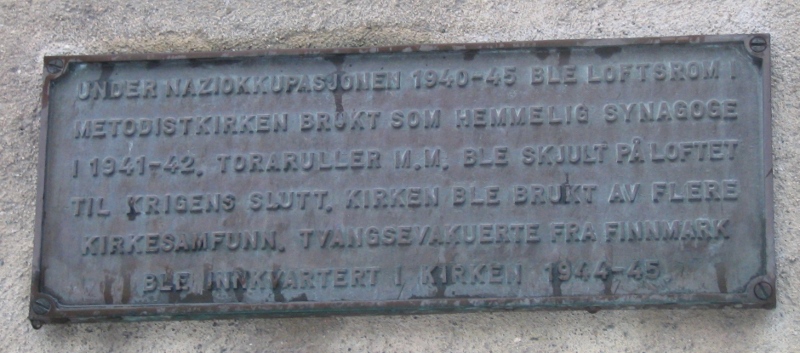 UNDER NAZIOKKUPASJONEN 1940-45 BLE LOFTSROM I
METODISTKIRKEN BRUKT SOM HEMMELIG SYNAGOGE
I 1941-42. TORARULLER M.M. BLE SKJULT PÅ LOFTET
TIL KRIGENS SLUTT. KIRKEN BLE BRUKT AV FLERE
KIRKESAMFUNN. TVANGSEVAKUERTE FRA FINNMARK
BLE INNKVARTERT I KIRKEN 1944-45.